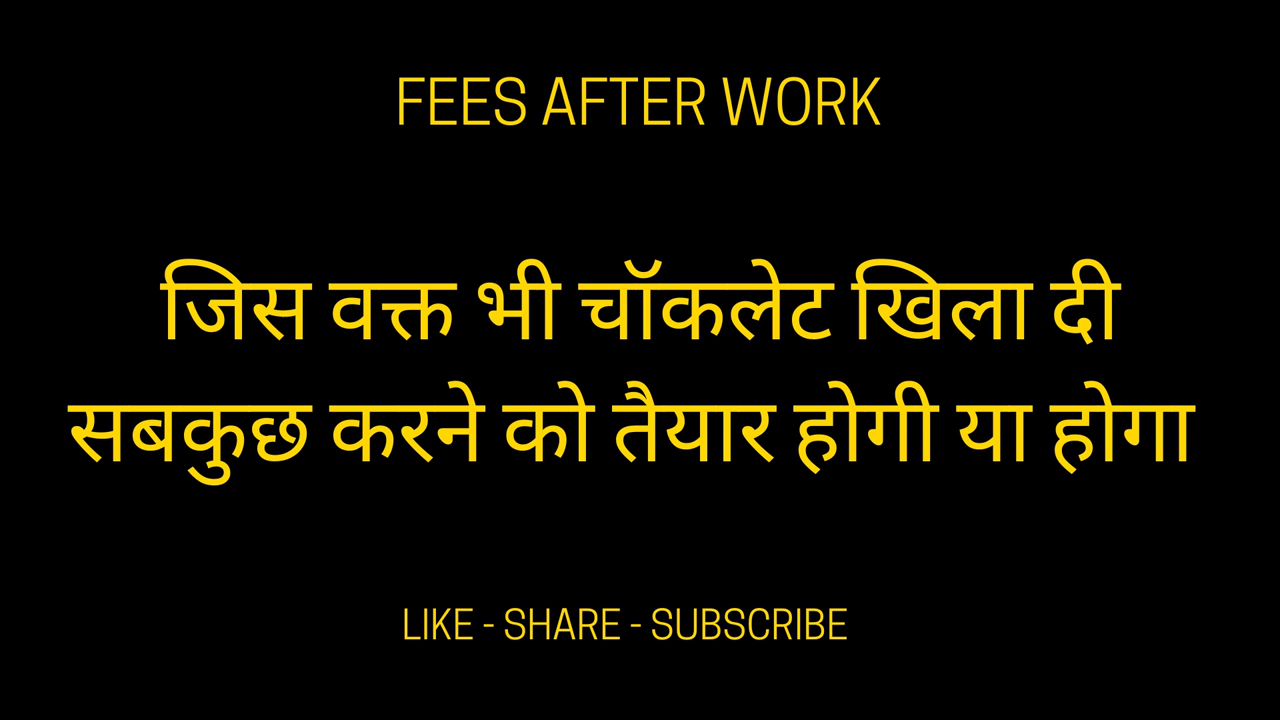 FEES AFTER WORK
जिस वक्त भी चॉकलेट खिला दी
सबकुछ करने को तैयार होगी या होगा
LIKE - SHARE - SUBSCRIBE